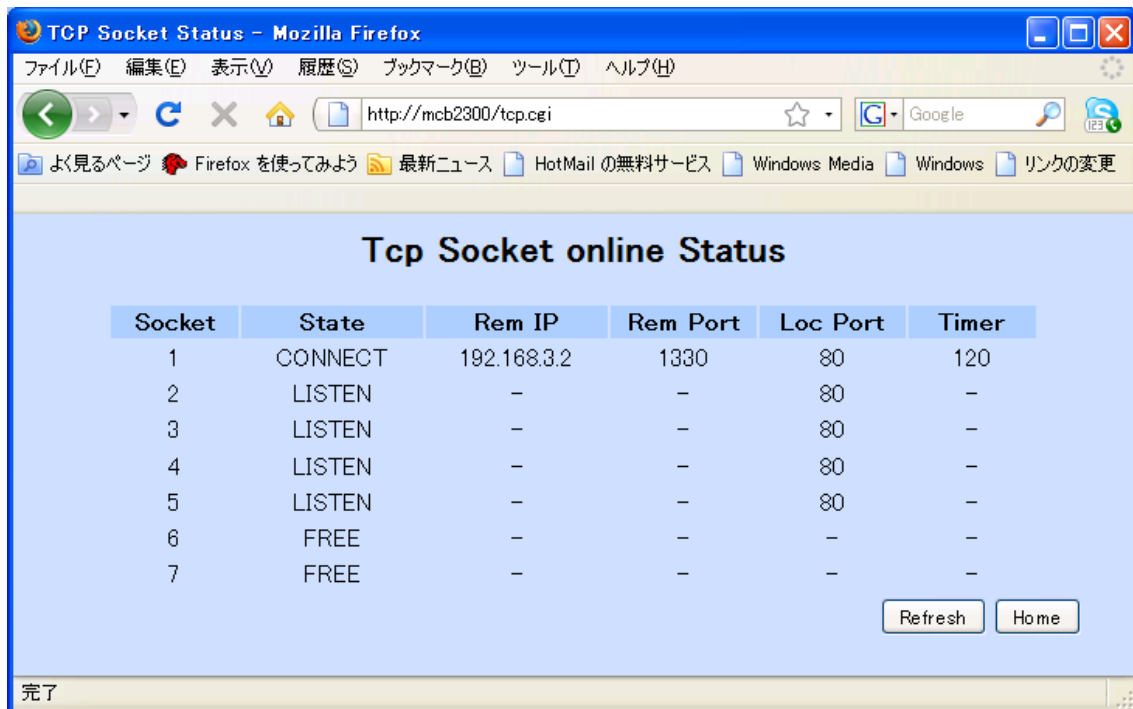 TCP Socket Status - Mozilla Firefox
ファイル(F) 編集(E) 表示(V) 履歴(S) ブックマーク(B) ツール(T) ヘルプ(H)
http://mcb2300/tcp.cgi G Google 123
よく見るページ Firefox を使ってみよう 最新ニュース HotMail の無料サービス Windows Media Windows リンクの変更
Tcp Socket online Status
Socket State Rem IP Rem Port Loc Port Timer
1 CONNECT 192.168.3.2 1330 80 120
2 LISTEN - - 80 -
3 LISTEN - - 80 -
4 LISTEN - - 80 -
5 LISTEN - - 80 -
6 FREE - - - -
7 FREE - - - -
Refresh Home
完了